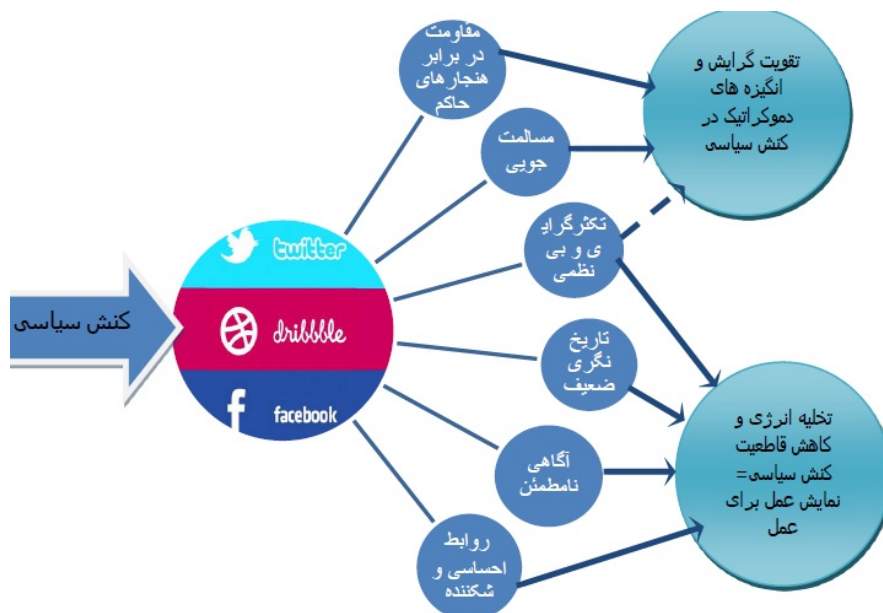 مقاومت
در برابر
هنجارهای
حاکم
تقویت گرایش و
انگیزه های
دموکراتیک در
کنش سیاسی
مسالمت
جویی
تکثرگرای
ی و بی
نظمی
twitter
dribbble
facebook
کنش سیاسی
تاریخ
نگری
ضعیف
آگاهی
نامطمئن
روابط
احساسی و
شکننده
تخلیه انرژی و
کاهش قاطعیت
کنش سیاسی=
نمایش عمل برای
عمل